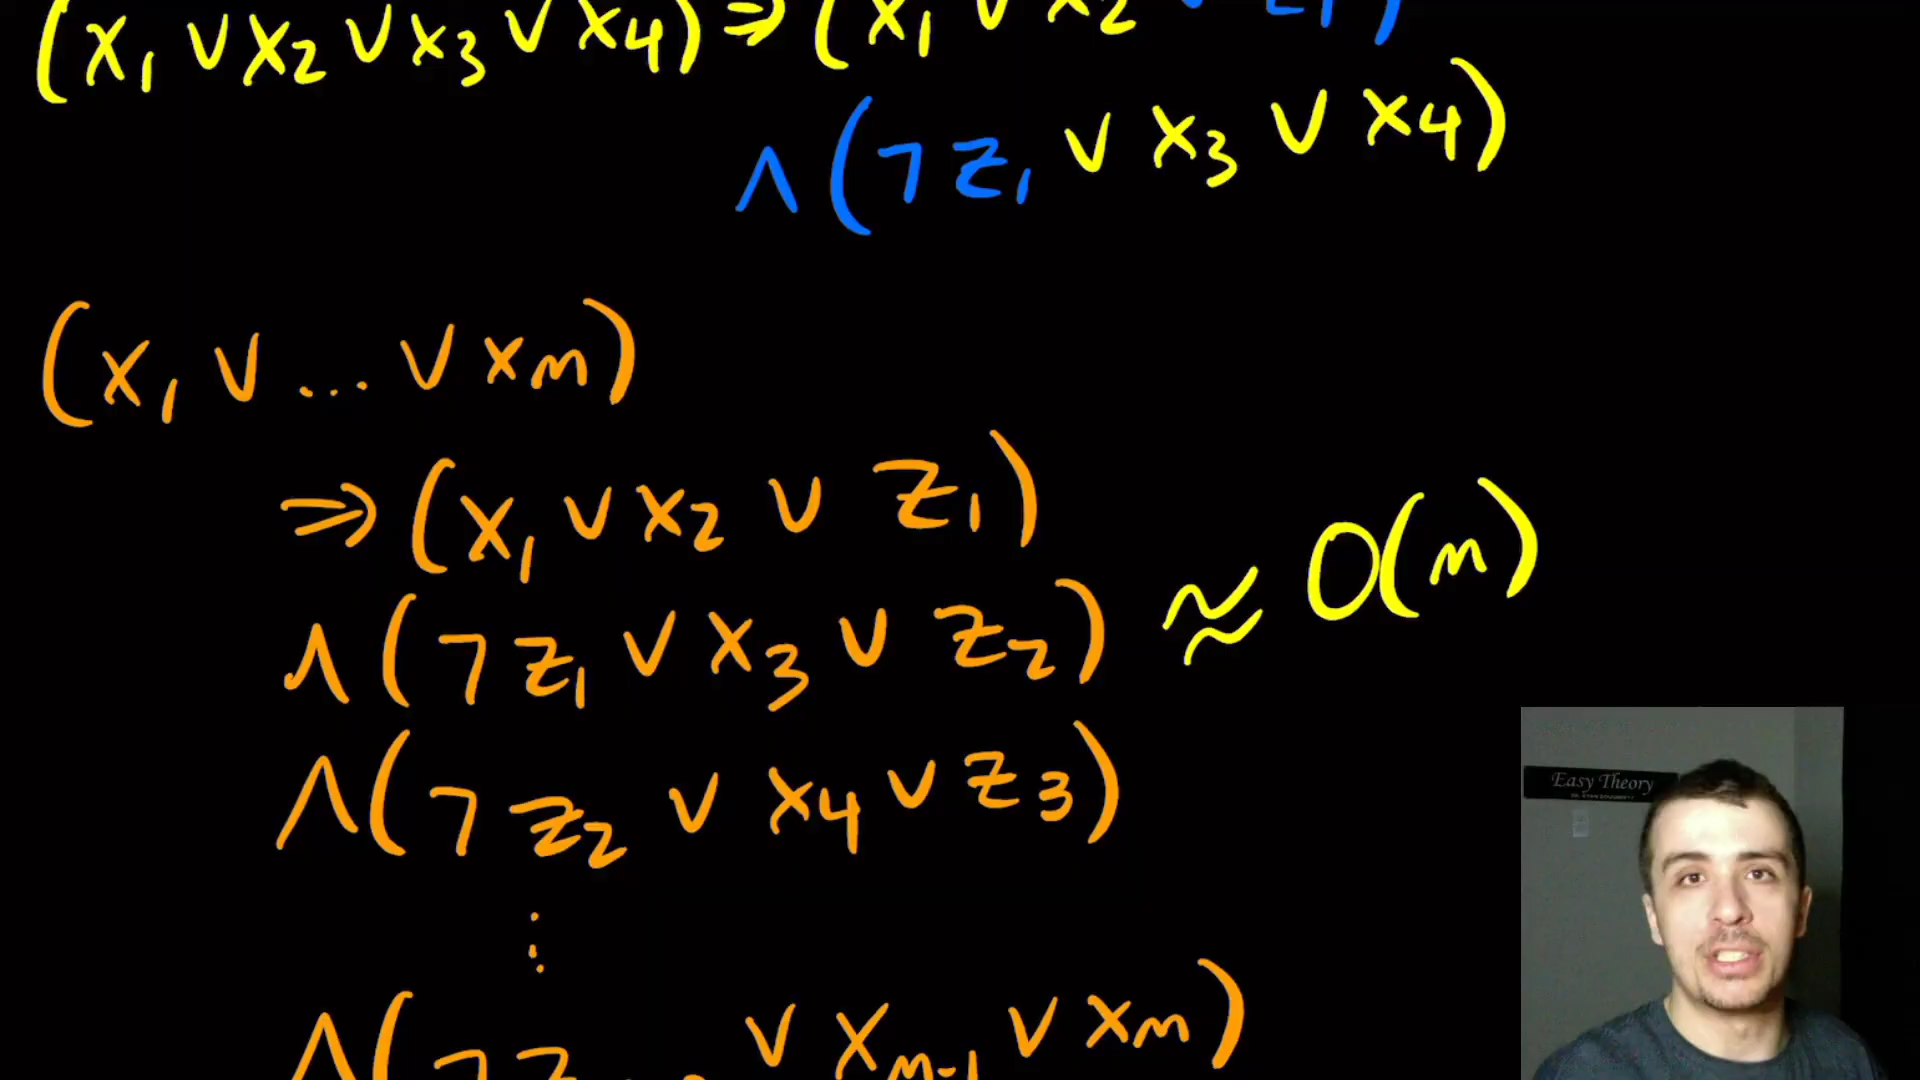 (x₁ ∨ x₂ ∨ x₃ ∨ x₄) ⇒ (x₁ ∨ x₂ ∨ z₁)
∧ (¬z₁ ∨ x₃ ∨ x₄)
(x₁ ∨ ... ∨ xₘ)
⇒ (x₁ ∨ x₂ ∨ z₁)
≈ O(m)
∧ (¬z₁ ∨ x₃ ∨ z₂)
∧ (¬z₂ ∨ x₄ ∨ z₃)
Easy Theory
⋮
∧ (¬z ∨ xₘ₋₁ ∨ xₘ)